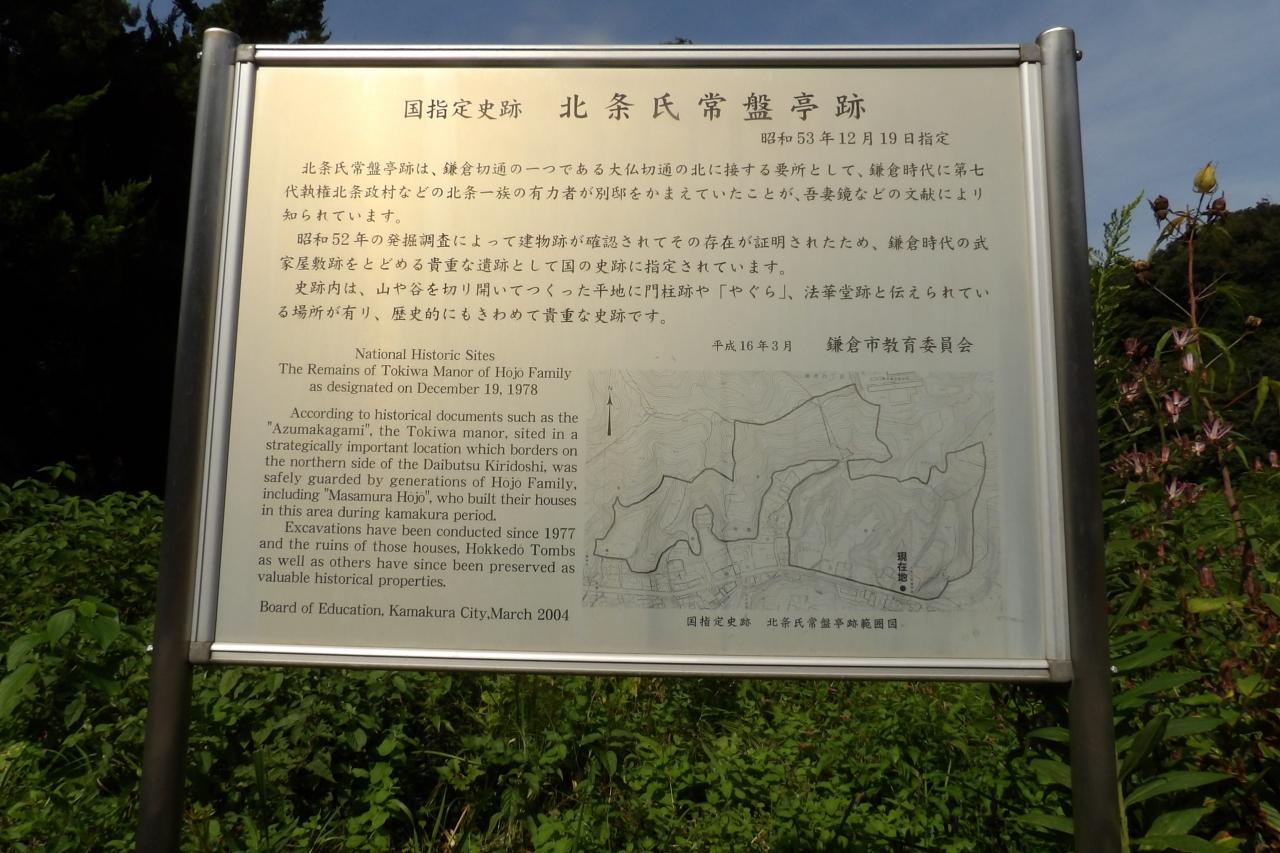 国指定史跡　北条氏常盤亭跡
昭和53年12月19日指定
北条氏常盤亭跡は、鎌倉切通の一つである大仏切通の北に接する要所として、鎌倉時代に第七
代執権北条政村などの北条一族の有力者が別邸をかまえていたことが、吾妻鏡などの文献により
知られています。
昭和52年の発掘調査によって建物跡が確認されてその存在が証明されたため、鎌倉時代の武
家屋敷跡をとどめる貴重な遺跡として国の史跡に指定されています。
史跡内は、山や谷を切り開いてつくった平地に門柱跡や「やぐら」、法華堂跡と伝えられてい
る場所が有り、歴史的にもきわめて貴重な史跡です。
平成16年3月　鎌倉市教育委員会
National Historic Sites
The Remains of Tokiwa Manor of Hojo Family
as designated on December 19, 1978
According to historical documents such as the
"Azumakagami", the Tokiwa manor, sited in a
strategically important location which borders on
the northern side of the Daibutsu Kiridoshi, was
safely guarded by generations of Hojo Family,
including "Masamura Hojo", who built their houses
in this area during kamakura period.
Excavations have been conducted since 1977
and the ruins of those houses, Hokkedo Tombs
as well as others have since been preserved as
valuable historical properties.
Board of Education, Kamakura City,March 2004
N
現在地
国指定史跡　北条氏常盤亭跡範囲図